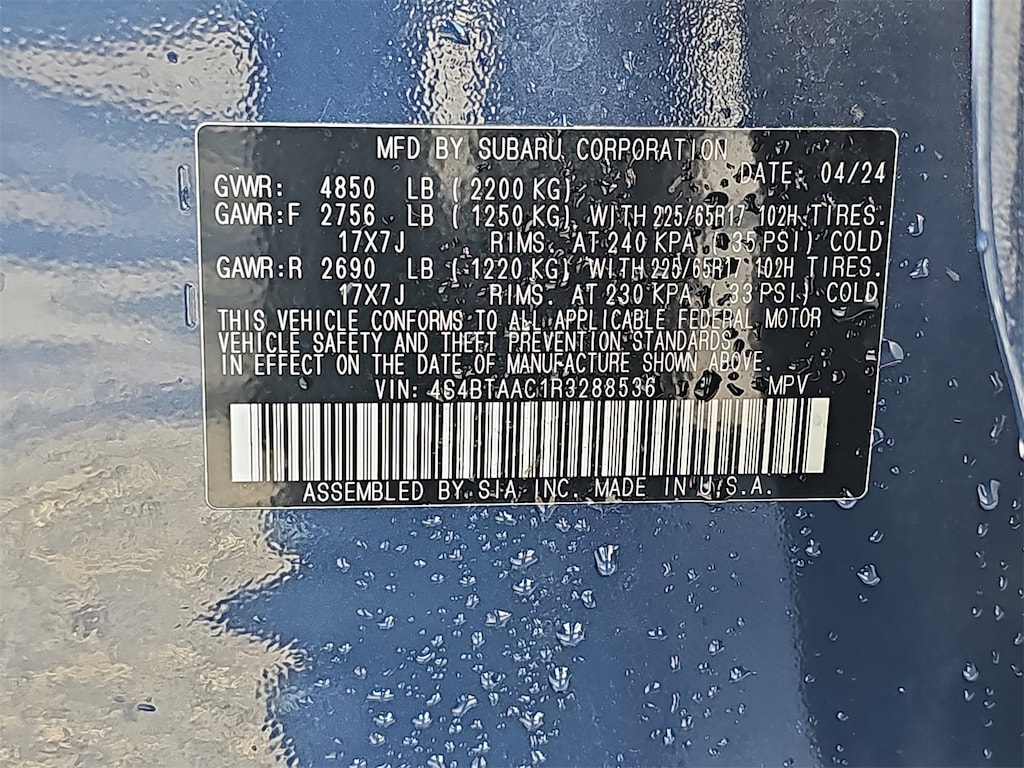 MFD BY SUBARU CORPORATION
DATE: 04/24
GVWR: 4850 LB (2200 KG)
GAWR:F 2756 LB (1250 KG) WITH 225/65R17 102H TIRES.
17X7J RIMS. AT 240 KPA (35 PSI) COLD
GAWR:R 2690 LB (1220 KG) WITH 225/65R17 102H TIRES.
17X7J RIMS. AT 230 KPA (33 PSI) COLD
THIS VEHICLE CONFORMS TO ALL APPLICABLE FEDERAL MOTOR
VEHICLE SAFETY AND THEFT PREVENTION STANDARDS
IN EFFECT ON THE DATE OF MANUFACTURE SHOWN ABOVE.
VIN: 4S4BTAAC1R3288536 MPV
ASSEMBLED BY SIA, INC. MADE IN U.S.A.